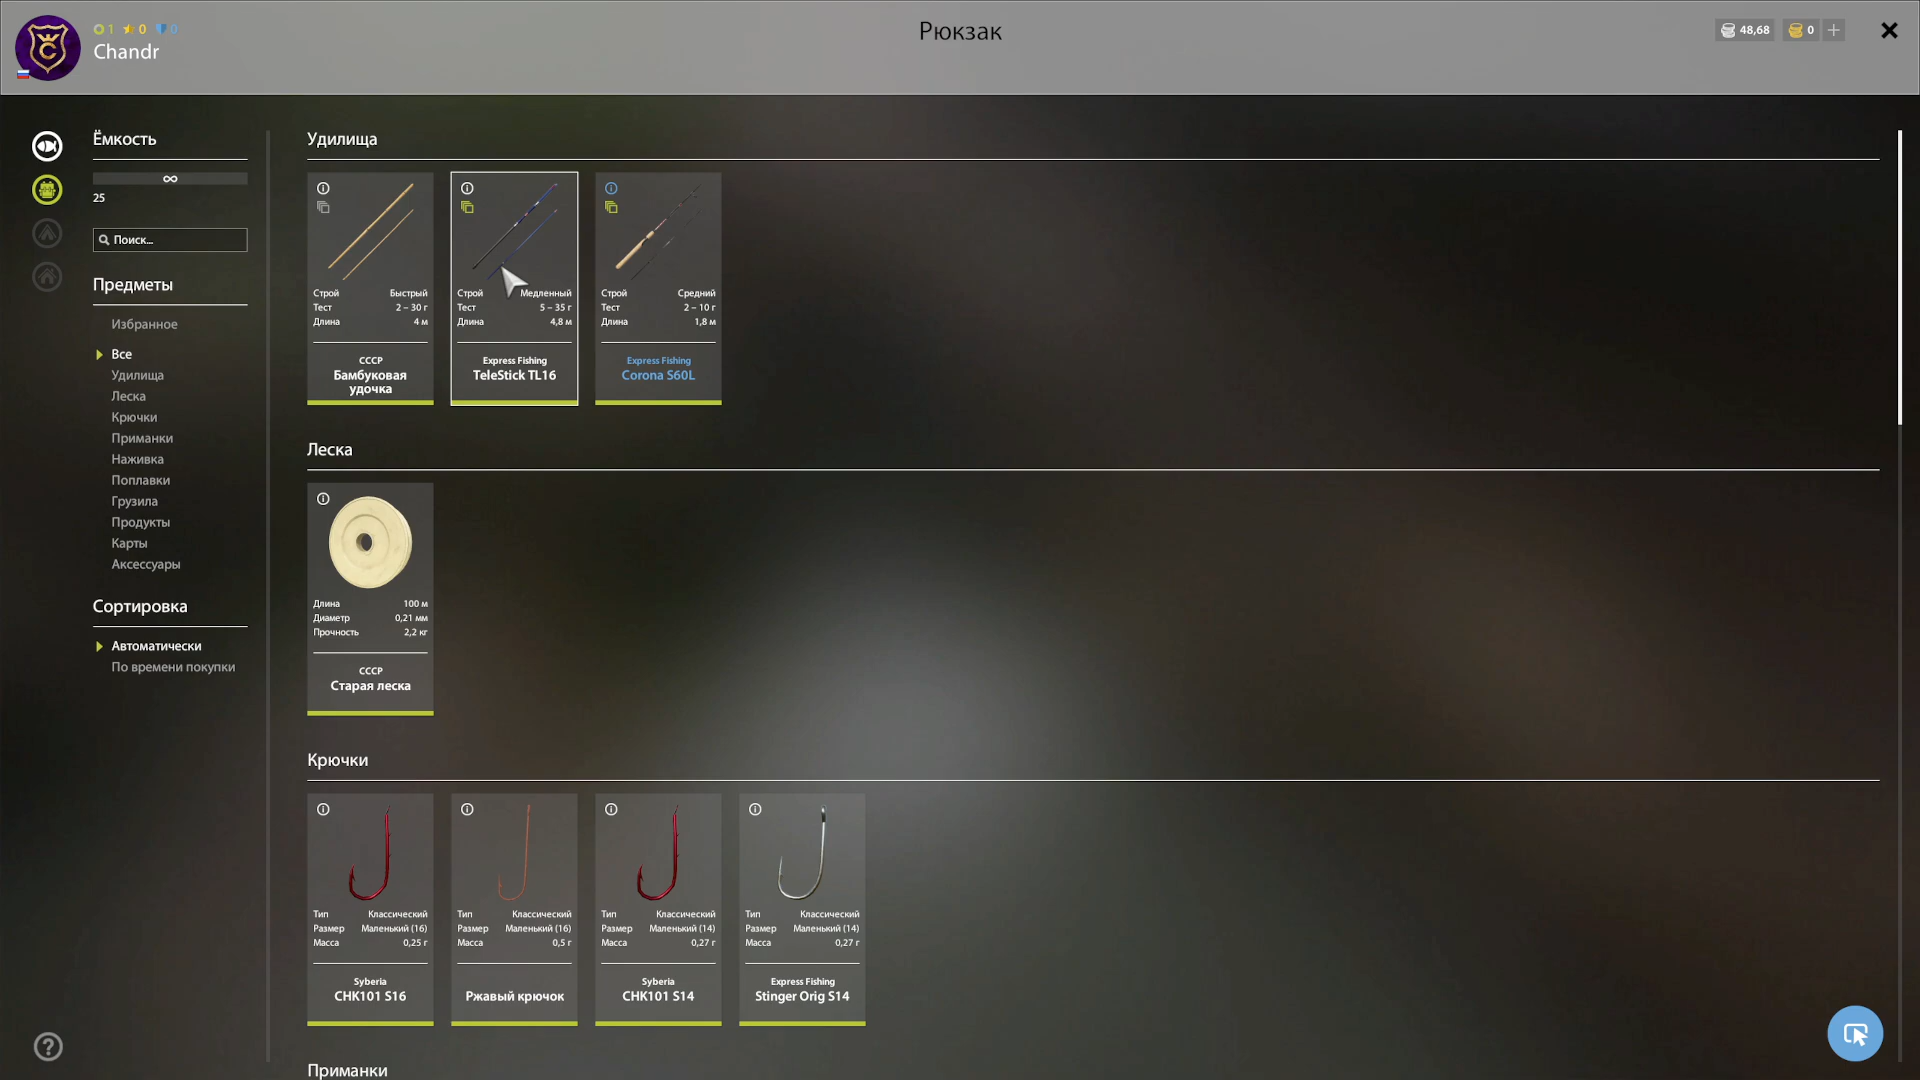 1 0 0
Chandr
Рюкзак
48,68 0
Ёмкость
∞
25
Поиск...
Предметы
Избранное
Все
Удилища
Леска
Крючки
Приманки
Наживка
Поплавки
Грузила
Продукты
Карты
Аксессуары
Сортировка
Автоматически
По времени покупки
Удилища
Строй Быстрый
Тест 2 – 30 г
Длина 4 м
СССР
Бамбуковая
удочка
Строй Медленный
Тест 5 – 35 г
Длина 4,8 м
Express Fishing
TeleStick TL16
Строй Средний
Тест 2 – 10 г
Длина 1,8 м
Express Fishing
Corona S60L
Леска
Длина 100 м
Диаметр 0,21 мм
Прочность 2,2 кг
СССР
Старая леска
Крючки
Тип Классический
Размер Маленький (16)
Масса 0,25 г
Syberia
CHK101 S16
Тип Классический
Размер Маленький (16)
Масса 0,5 г
Ржавый крючок
Тип Классический
Размер Маленький (14)
Масса 0,27 г
Syberia
CHK101 S14
Тип Классический
Размер Маленький (14)
Масса 0,27 г
Express Fishing
Stinger Orig S14
Приманки